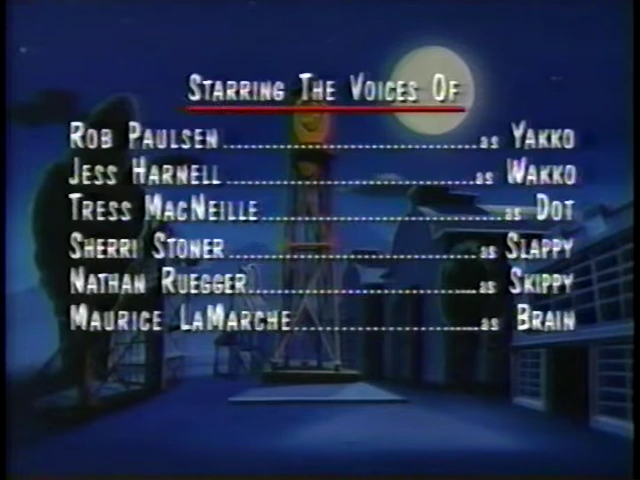 Starring The Voices Of
Rob Paulsen..............................as Yakko
Jess Harnell..............................as Wakko
Tress MacNeille..............................as Dot
Sherri Stoner..............................as Slappy
Nathan Ruegger..............................as Skippy
Maurice LaMarche..............................as Brain